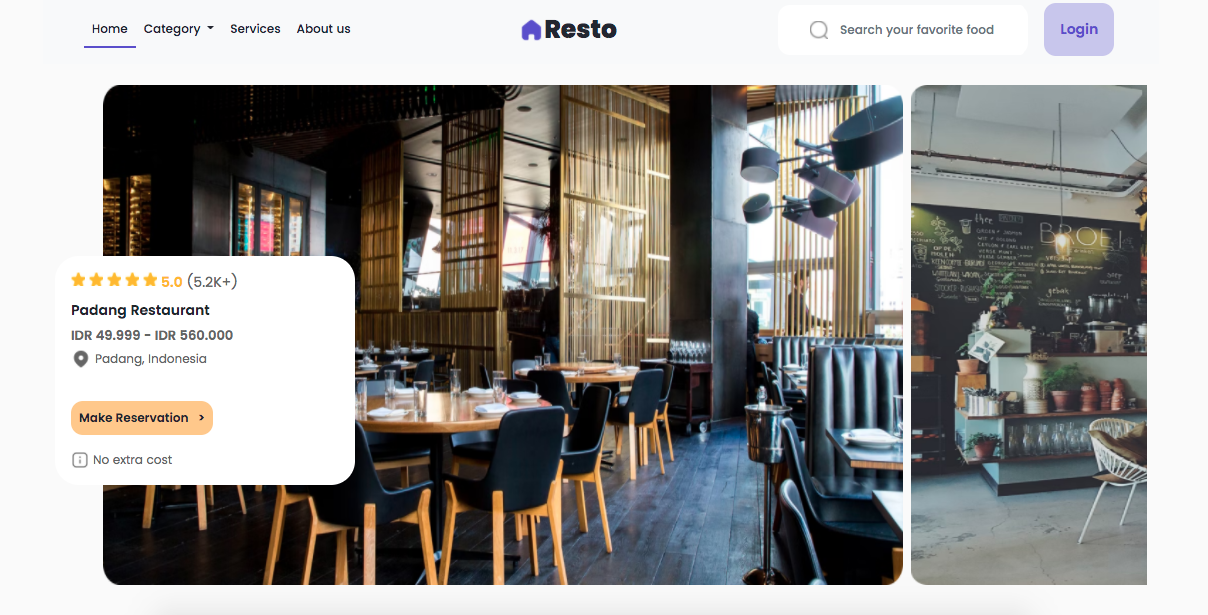 Home Category Services About us
Resto
Search your favorite food
Login
5.0 (5.2K+)
Padang Restaurant
IDR 49.999 - IDR 560.000
Padang, Indonesia
Make Reservation >
No extra cost
BROEI